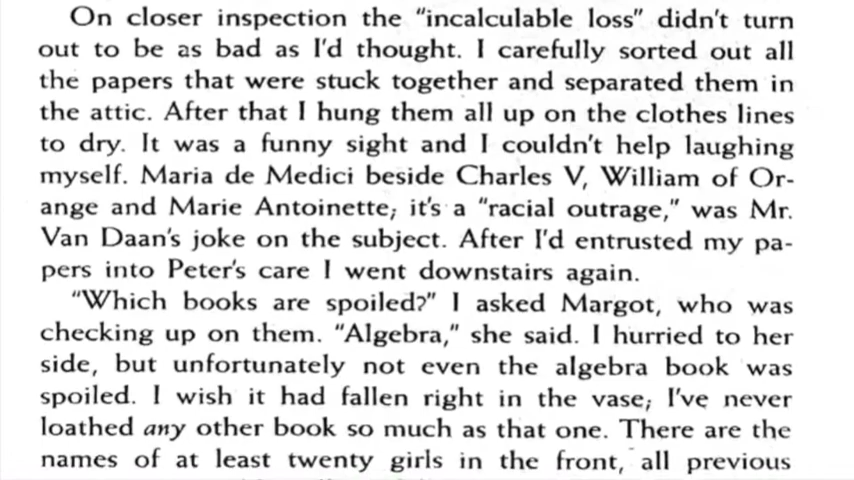 On closer inspection the “incalculable loss” didn't turn
out to be as bad as I'd thought. I carefully sorted out all
the papers that were stuck together and separated them in
the attic. After that I hung them all up on the clothes lines
to dry. It was a funny sight and I couldn't help laughing
myself. Maria de Medici beside Charles V, William of Or-
ange and Marie Antoinette; it's a “racial outrage,” was Mr.
Van Daan's joke on the subject. After I'd entrusted my pa-
pers into Peter's care I went downstairs again.
“Which books are spoiled?” I asked Margot, who was
checking up on them. “Algebra,” she said. I hurried to her
side, but unfortunately not even the algebra book was
spoiled. I wish it had fallen right in the vase; I've never
loathed any other book so much as that one. There are the
names of at least twenty girls in the front, all previous